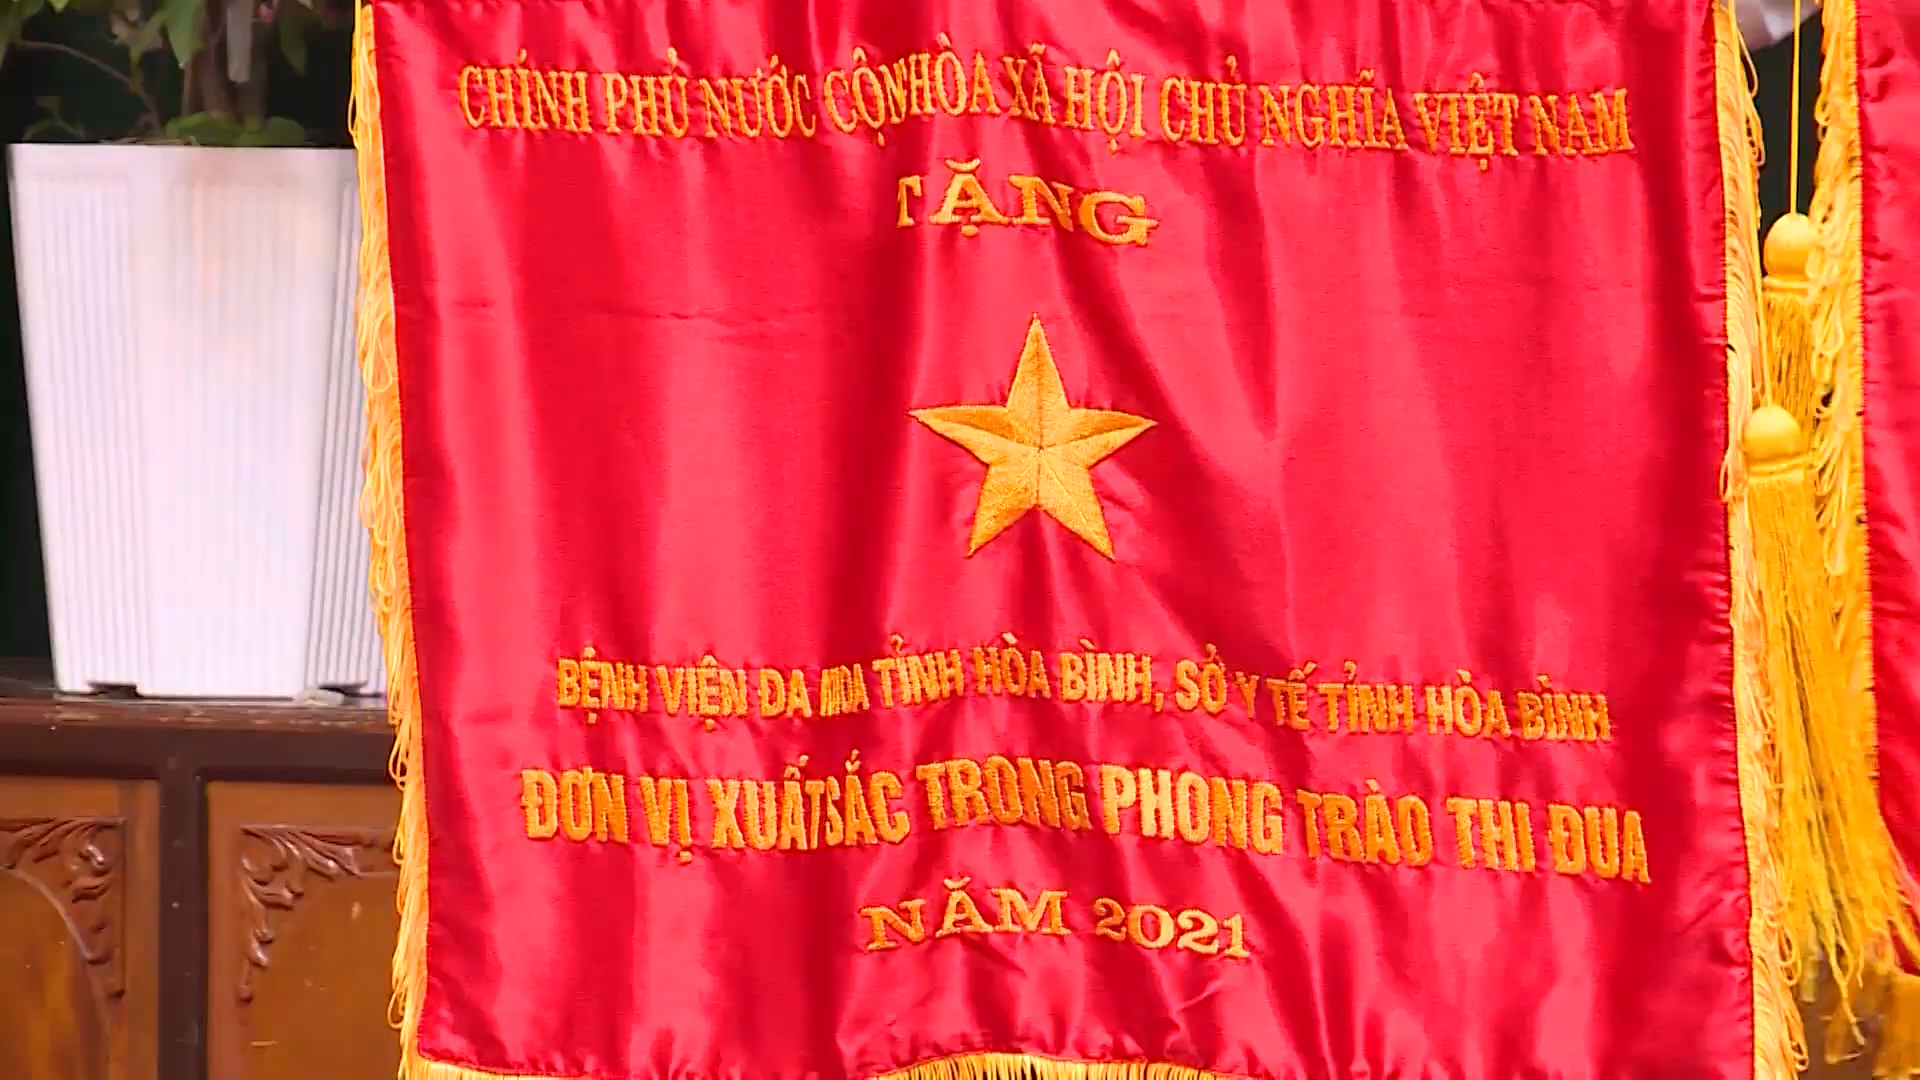 CHÍNH PHỦ NƯỚC CỘNG HÒA XÃ HỘI CHỦ NGHĨA VIỆT NAM
TẶNG
BỆNH VIỆN ĐA KHOA TỈNH HÒA BÌNH, SỞ Y TẾ TỈNH HÒA BÌNH
ĐƠN VỊ XUẤT SẮC TRONG PHONG TRÀO THI ĐUA
NĂM 2021